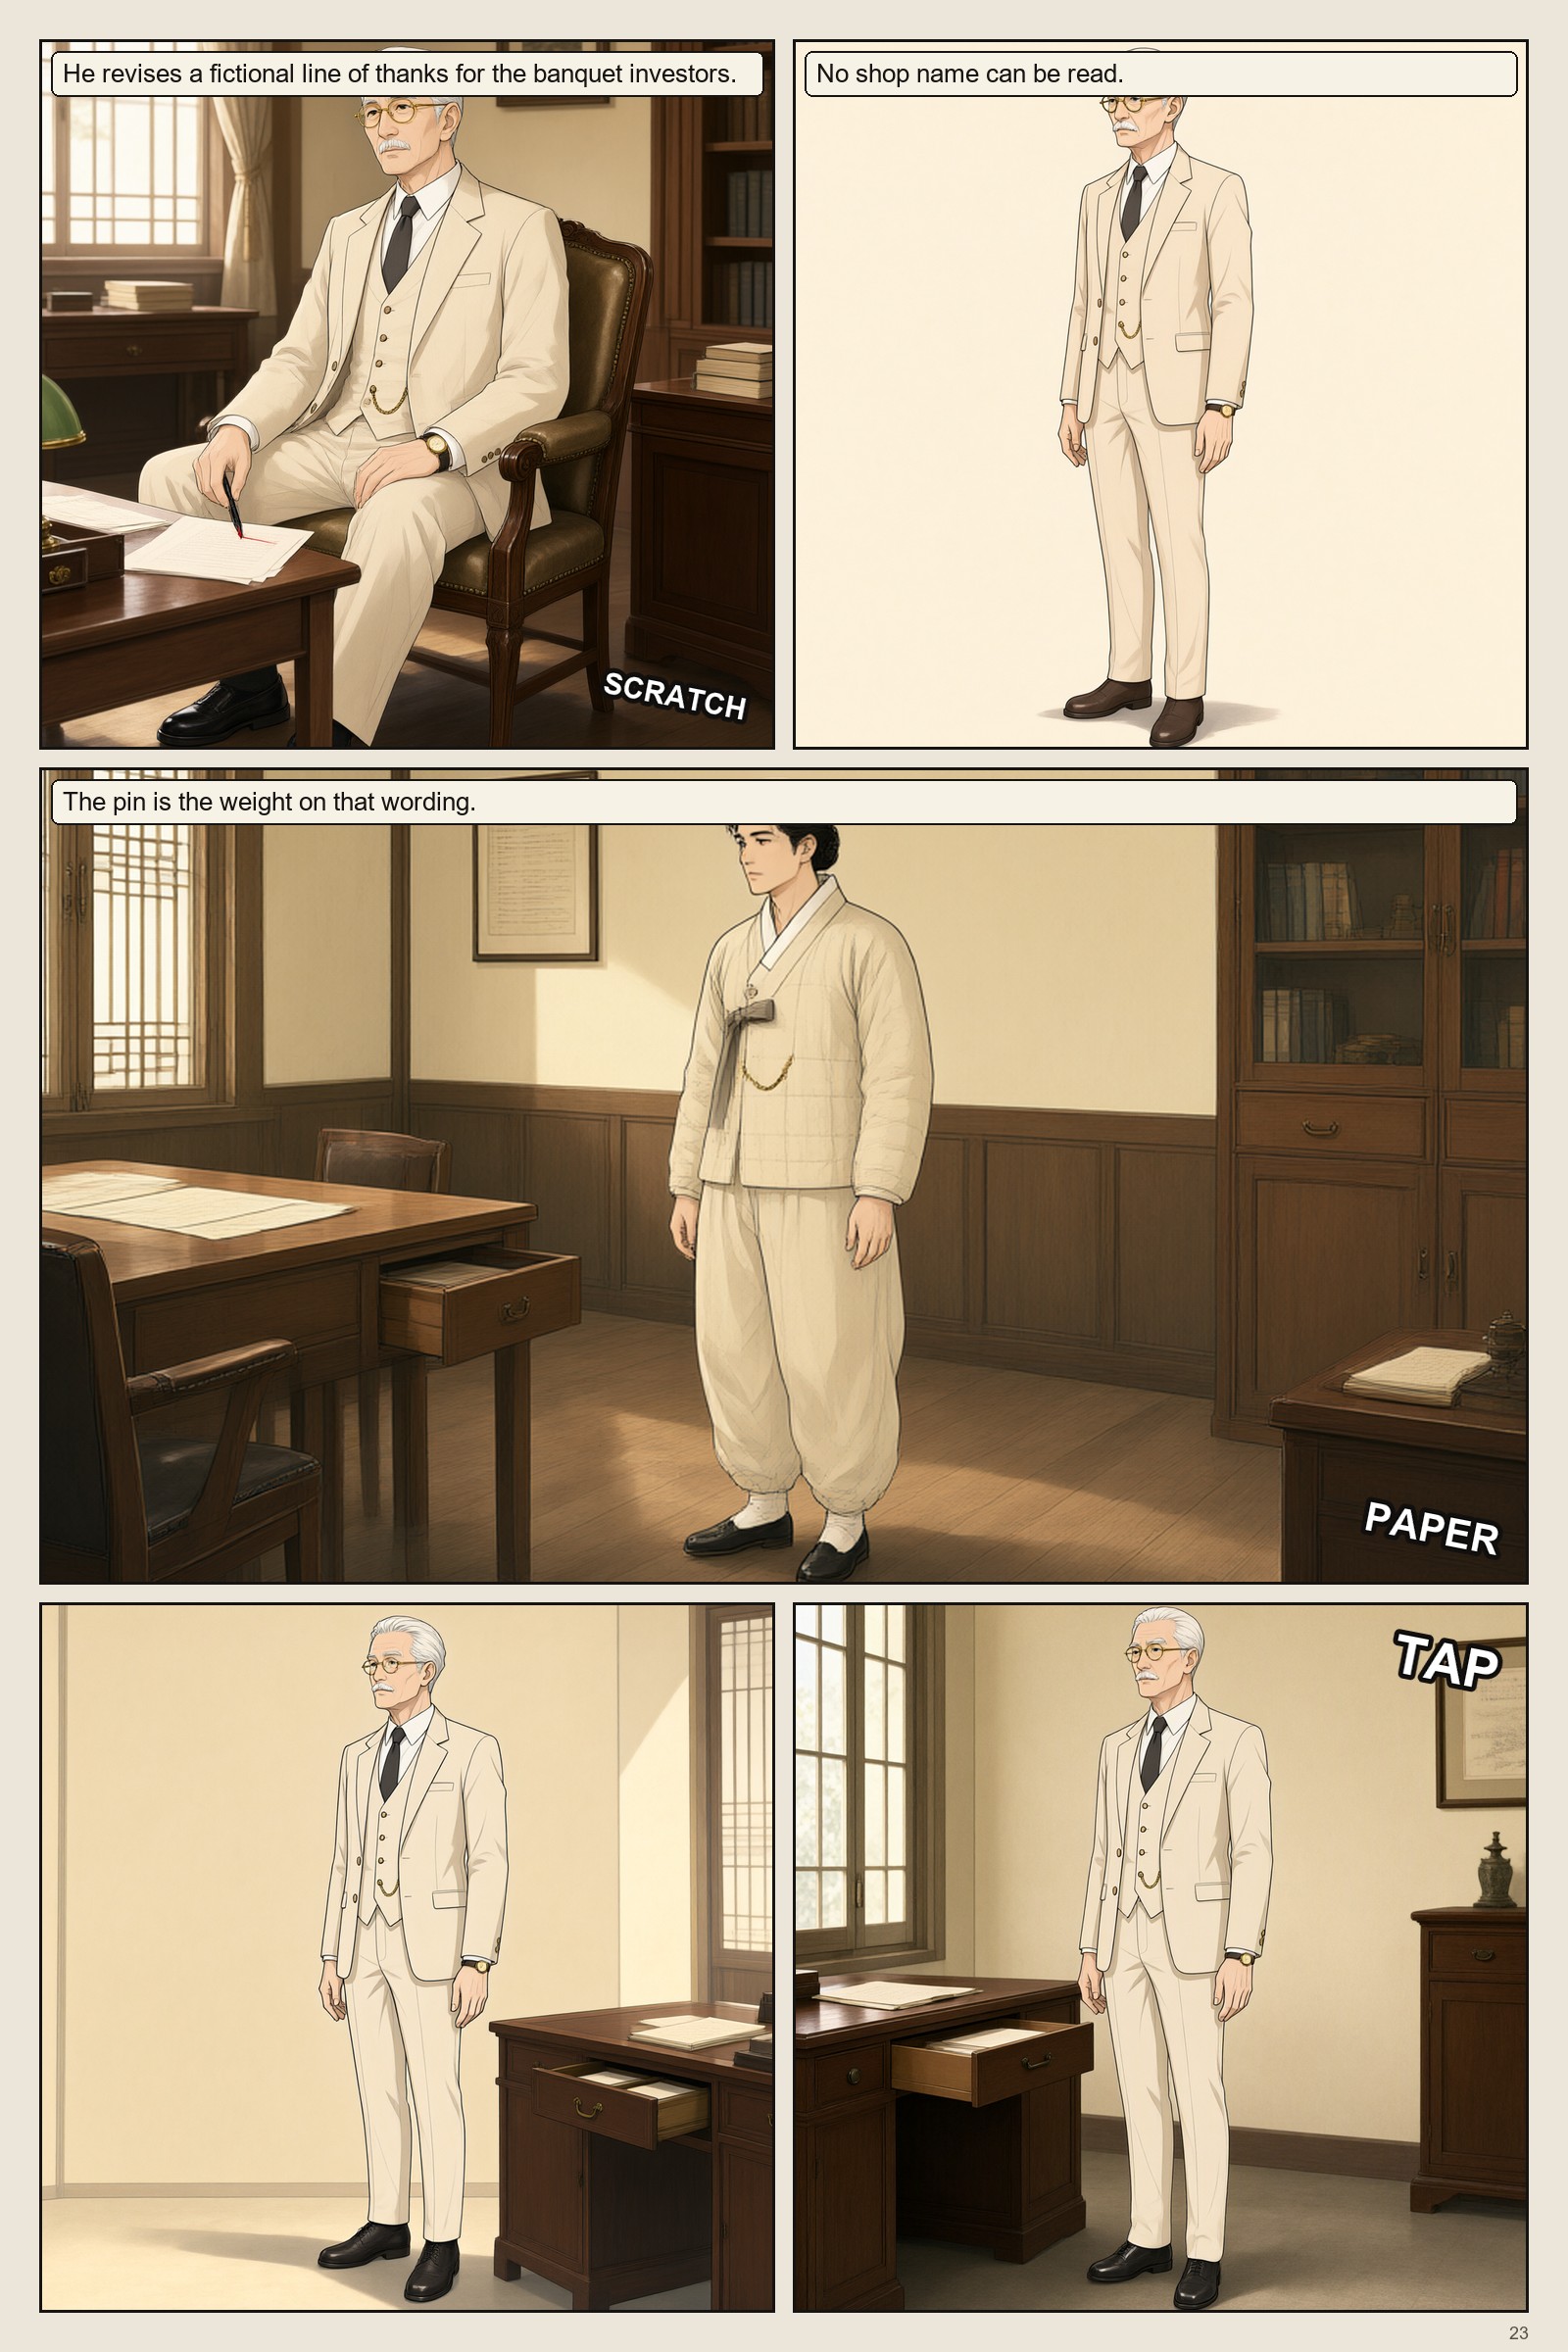 He revises a fictional line of thanks for the banquet investors.
No shop name can be read.
SCRATCH
The pin is the weight on that wording.
PAPER
TAP
23